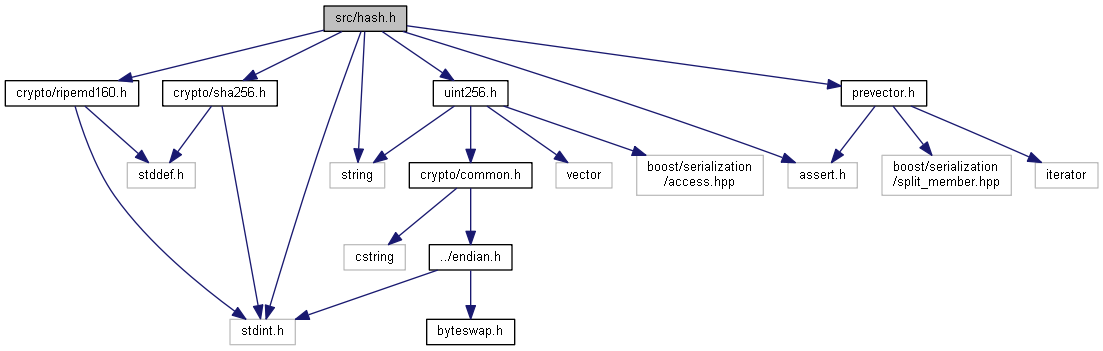 src/hash.h
crypto/ripemd160.h
crypto/sha256.h
uint256.h
prevector.h
stddef.h
string
crypto/common.h
vector
boost/serialization
/access.hpp
assert.h
boost/serialization
/split_member.hpp
iterator
cstring
../endian.h
stdint.h
byteswap.h